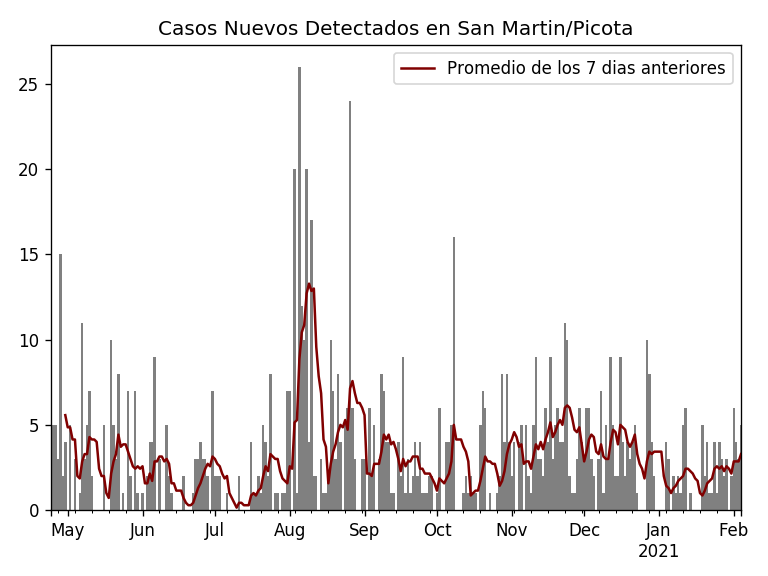 Casos Nuevos Detectados en San Martin/Picota
Promedio de los 7 dias anteriores
25
20
15
10
5
0
May Jun Jul Aug Sep Oct Nov Dec Jan Feb
2021